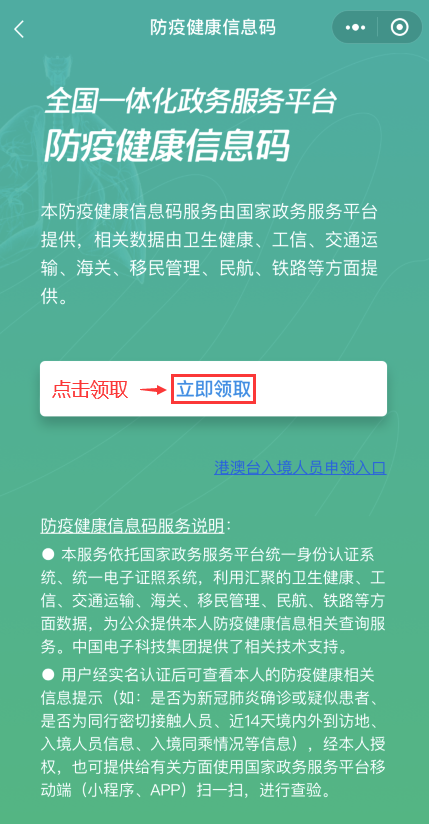 防疫健康信息码
全国一体化政务服务平台
防疫健康信息码
本防疫健康信息码服务由国家政务服务平台
提供，相关数据由卫生健康、工信、交通运
输、海关、移民管理、民航、铁路等方面提
供。
点击领取 立即领取
港澳台入境人员申领入口
防疫健康信息码服务说明：
● 本服务依托国家政务服务平台统一身份认证系
统、统一电子证照系统，利用汇聚的卫生健康、工
信、交通运输、海关、移民管理、民航、铁路等方
面数据，为公众提供本人防疫健康信息相关查询服
务。中国电子科技集团提供了相关技术支持。
● 用户经实名认证后可查看本人的防疫健康相关
信息提示（如：是否为新冠肺炎确诊或疑似患者、
是否为同行密切接触人员、近14天境内外到访地、
入境人员信息、入境同乘情况等信息），经本人授
权，也可提供给有关方面使用国家政务服务平台移
动端（小程序、APP）扫一扫，进行查验。